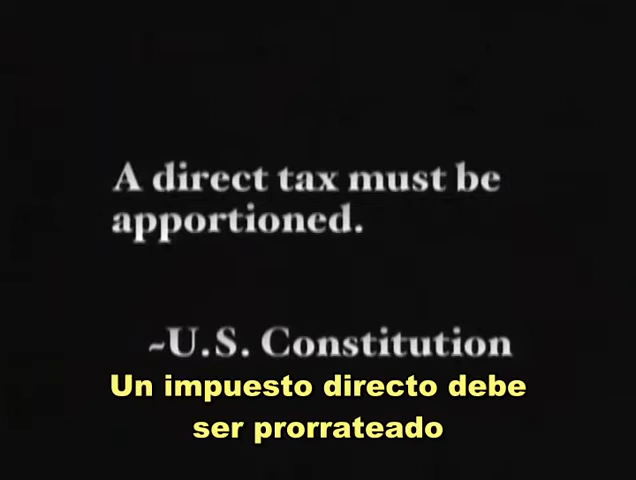 A direct tax must be
apportioned.
~U.S. Constitution
Un impuesto directo debe
ser prorrateado